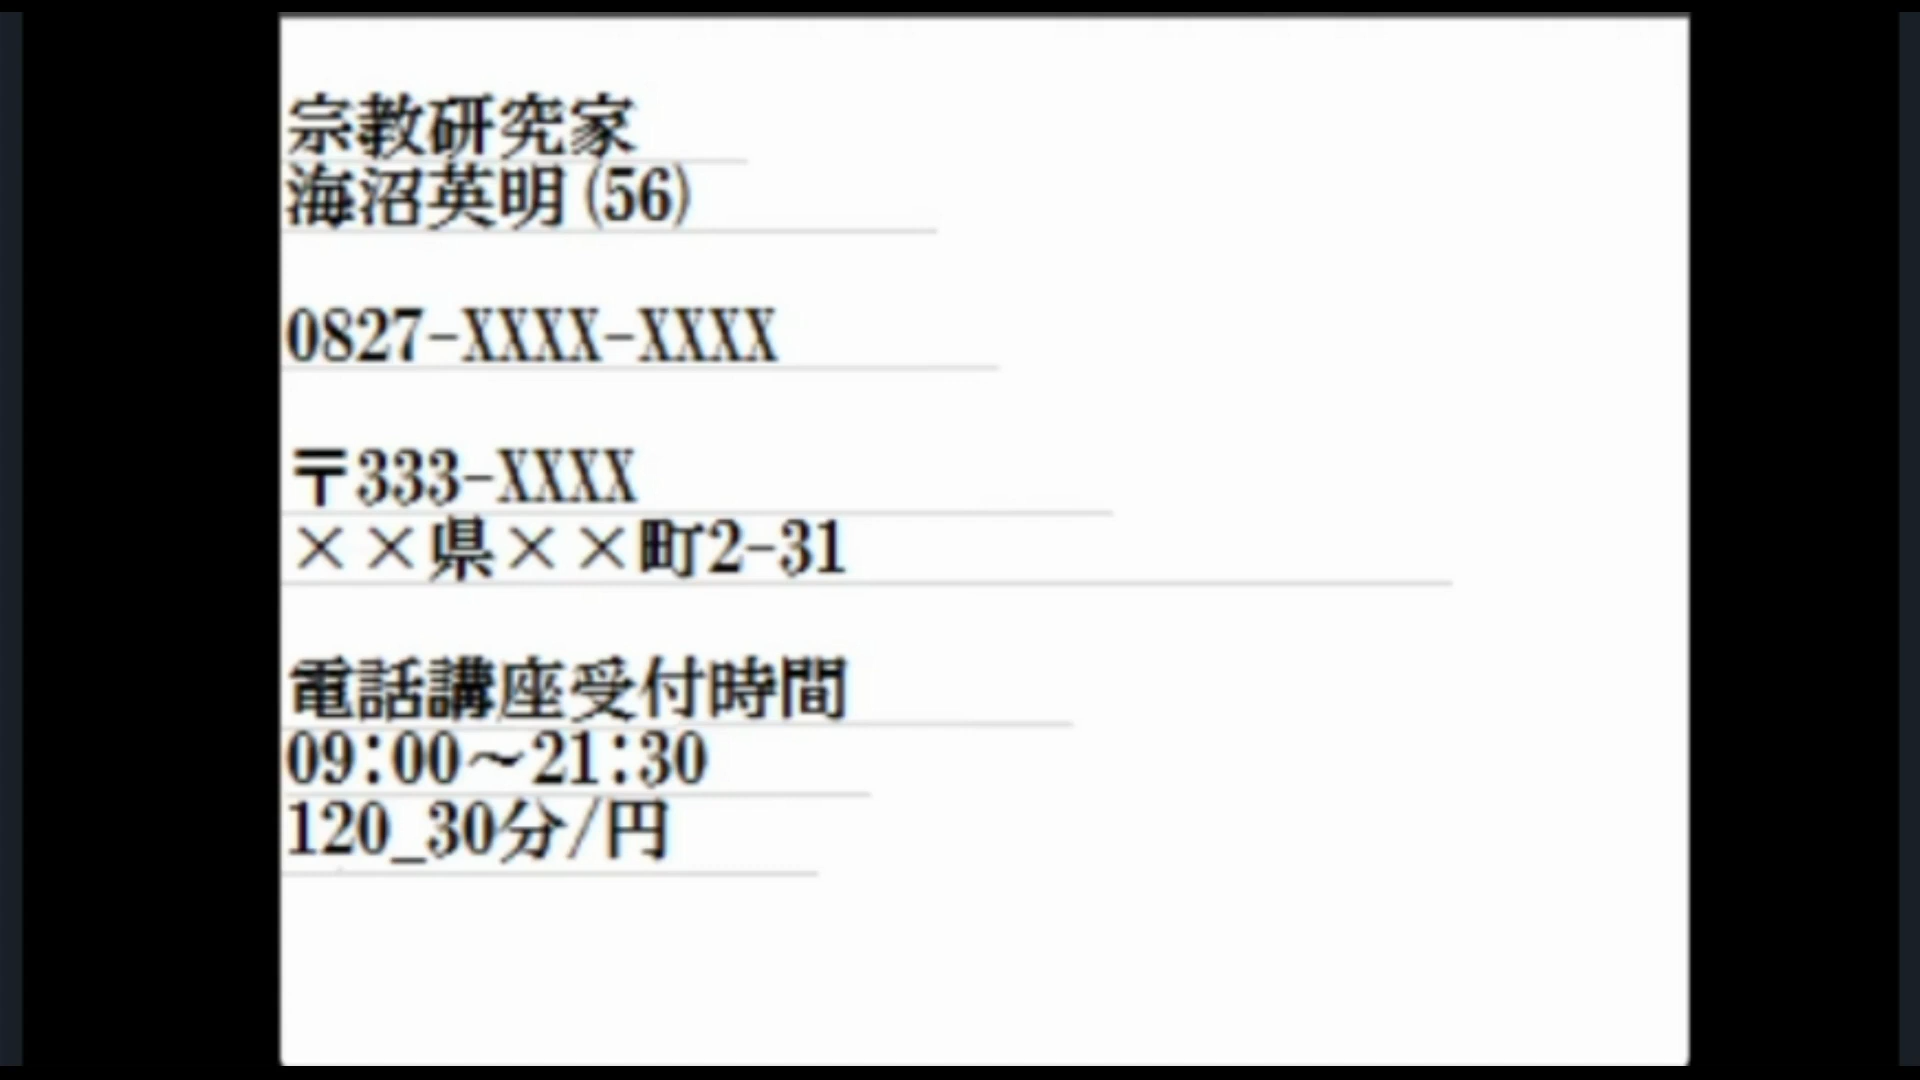 宗教研究家
海沼英明(56)
0827-XXXX-XXXX
〒333-XXXX
××県××町2-31
電話講座受付時間
09:00～21:30
120_30分/円